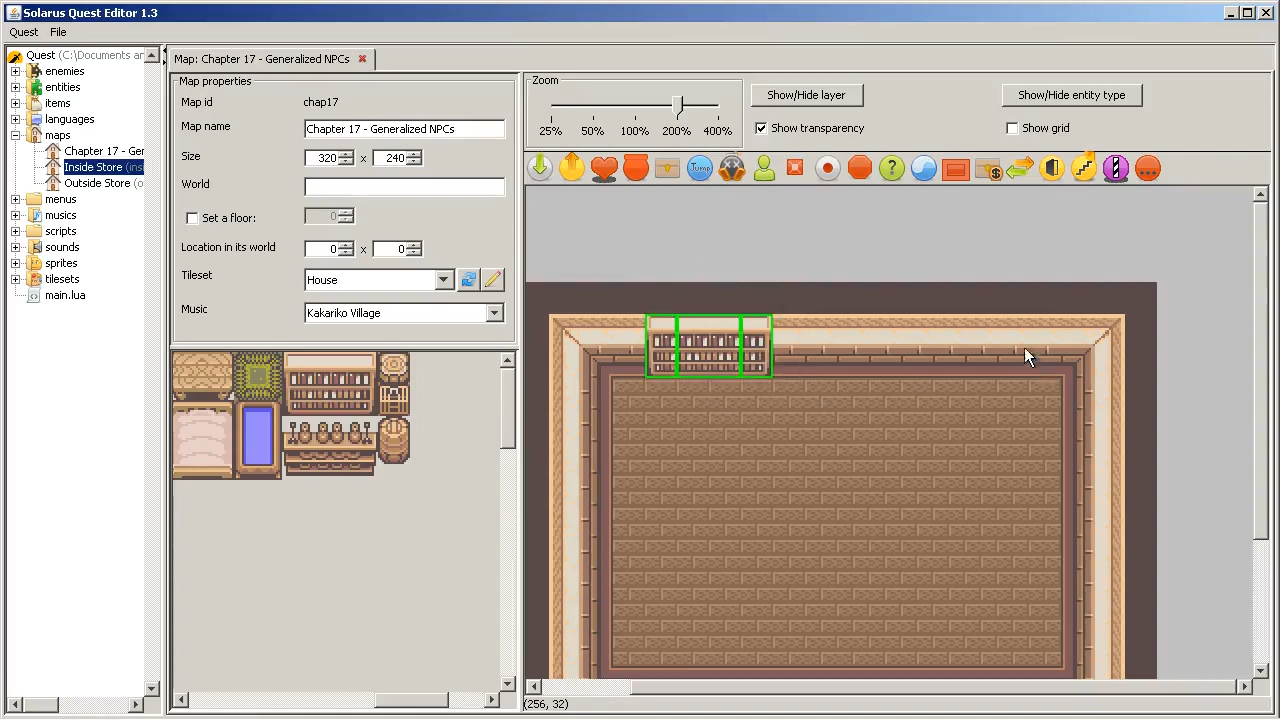 Solarus Quest Editor 1.3
Quest File
Quest (C:\Documents ar
enemies
entities
items
languages
maps
Chapter 17 - Ger
Inside Store (ins
Outside Store (o
menus
musics
scripts
sounds
sprites
tilesets
main.lua
Map: Chapter 17 - Generalized NPCs
Map properties
Map id chap17
Map name Chapter 17 - Generalized NPCs
Size 320 x 240
World
Set a floor: 0
Location in its world 0 x 0
Tileset House
Music Kakariko Village
Zoom
25% 50% 100% 200% 400%
Show/Hide layer
Show transparency
Show/Hide entity type
Show grid
Jump
?
$
...
(256, 32)